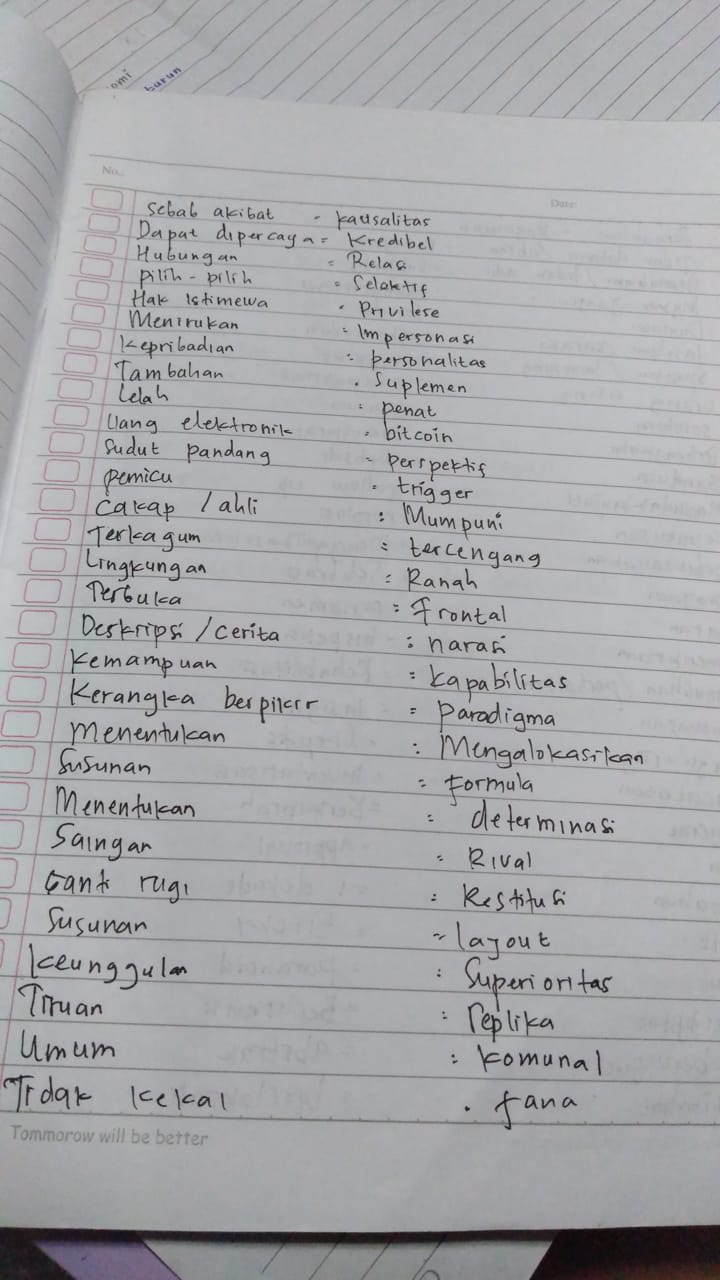 omi
barun
No.:
Date:
Sebab akibat - kausalitas
Dapat dipercaya = Kredibel
Hubungan = Relasi
pilih - pilih = Selektif
Hak Istimewa • Privilese
Menirukan : Impersonasi
Kepribadian : personalitas
Tambahan • Suplemen
Lelah : penat
Uang elektronik • bitcoin
Sudut pandang - perspektif
pemicu = trigger
Cakap / ahli : Mumpuni
Terkagum = tercengang
Lingkungan : Ranah
Terbuka = frontal
Deskripsi / cerita : narasi
Kemampuan = kapabilitas
Kerangka berpikir = paradigma
Menentukan : Mengalokasikan
Susunan = formula
Menentukan : determinasi
Saingan = Rival
Ganti rugi : Restitusi
Susunan = layout
Keunggulan : Superioritas
Tiruan : replika
Umum : komunal
Tidak kekal • fana
Tommorow will be better